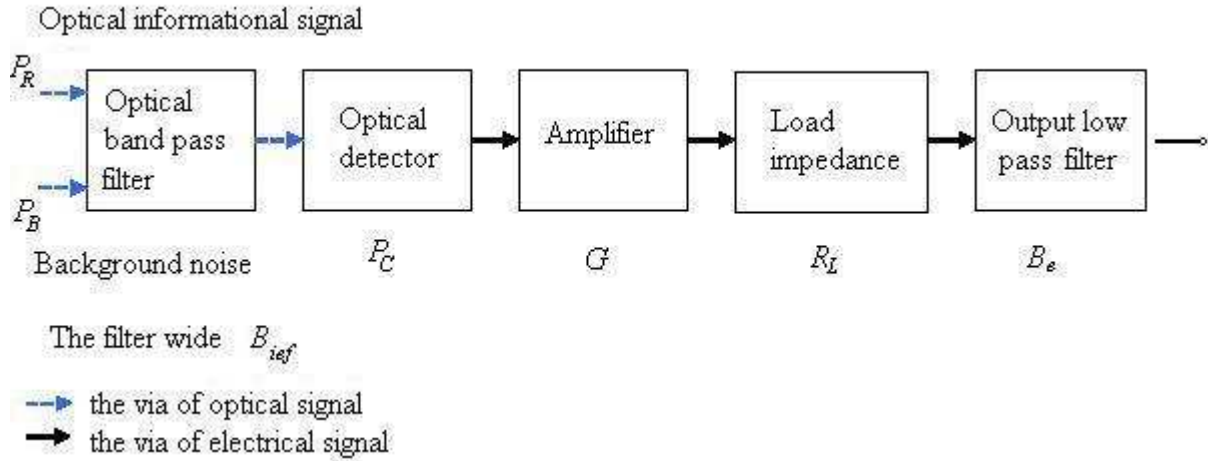 Optical informational signal
P_R
Optical
band pass
filter
P_B
Background noise
Optical
detector
P_C
Amplifier
G
Load
impedance
R_L
Output low
pass filter
B_e
The filter wide B_ief
the via of optical signal
the via of electrical signal